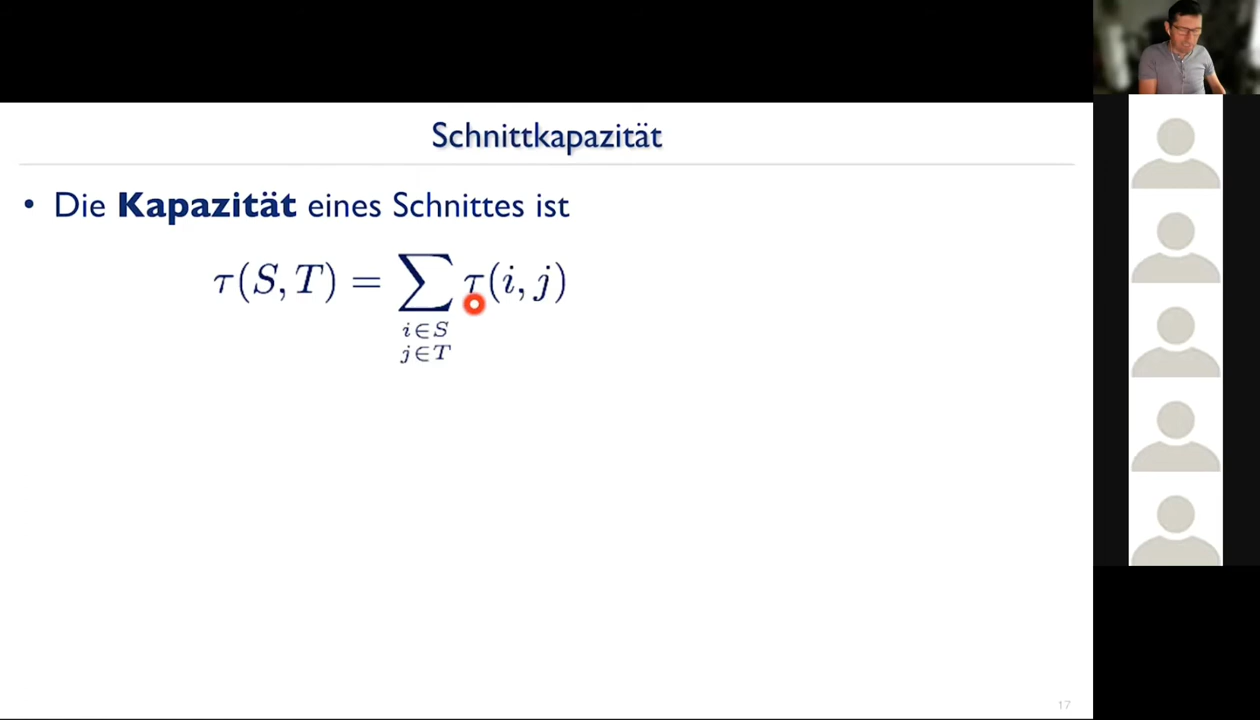 Schnittkapazität
• Die Kapazität eines Schnittes ist
τ(S, T) = ∑ τ(i, j)
i∈S
j∈T
17